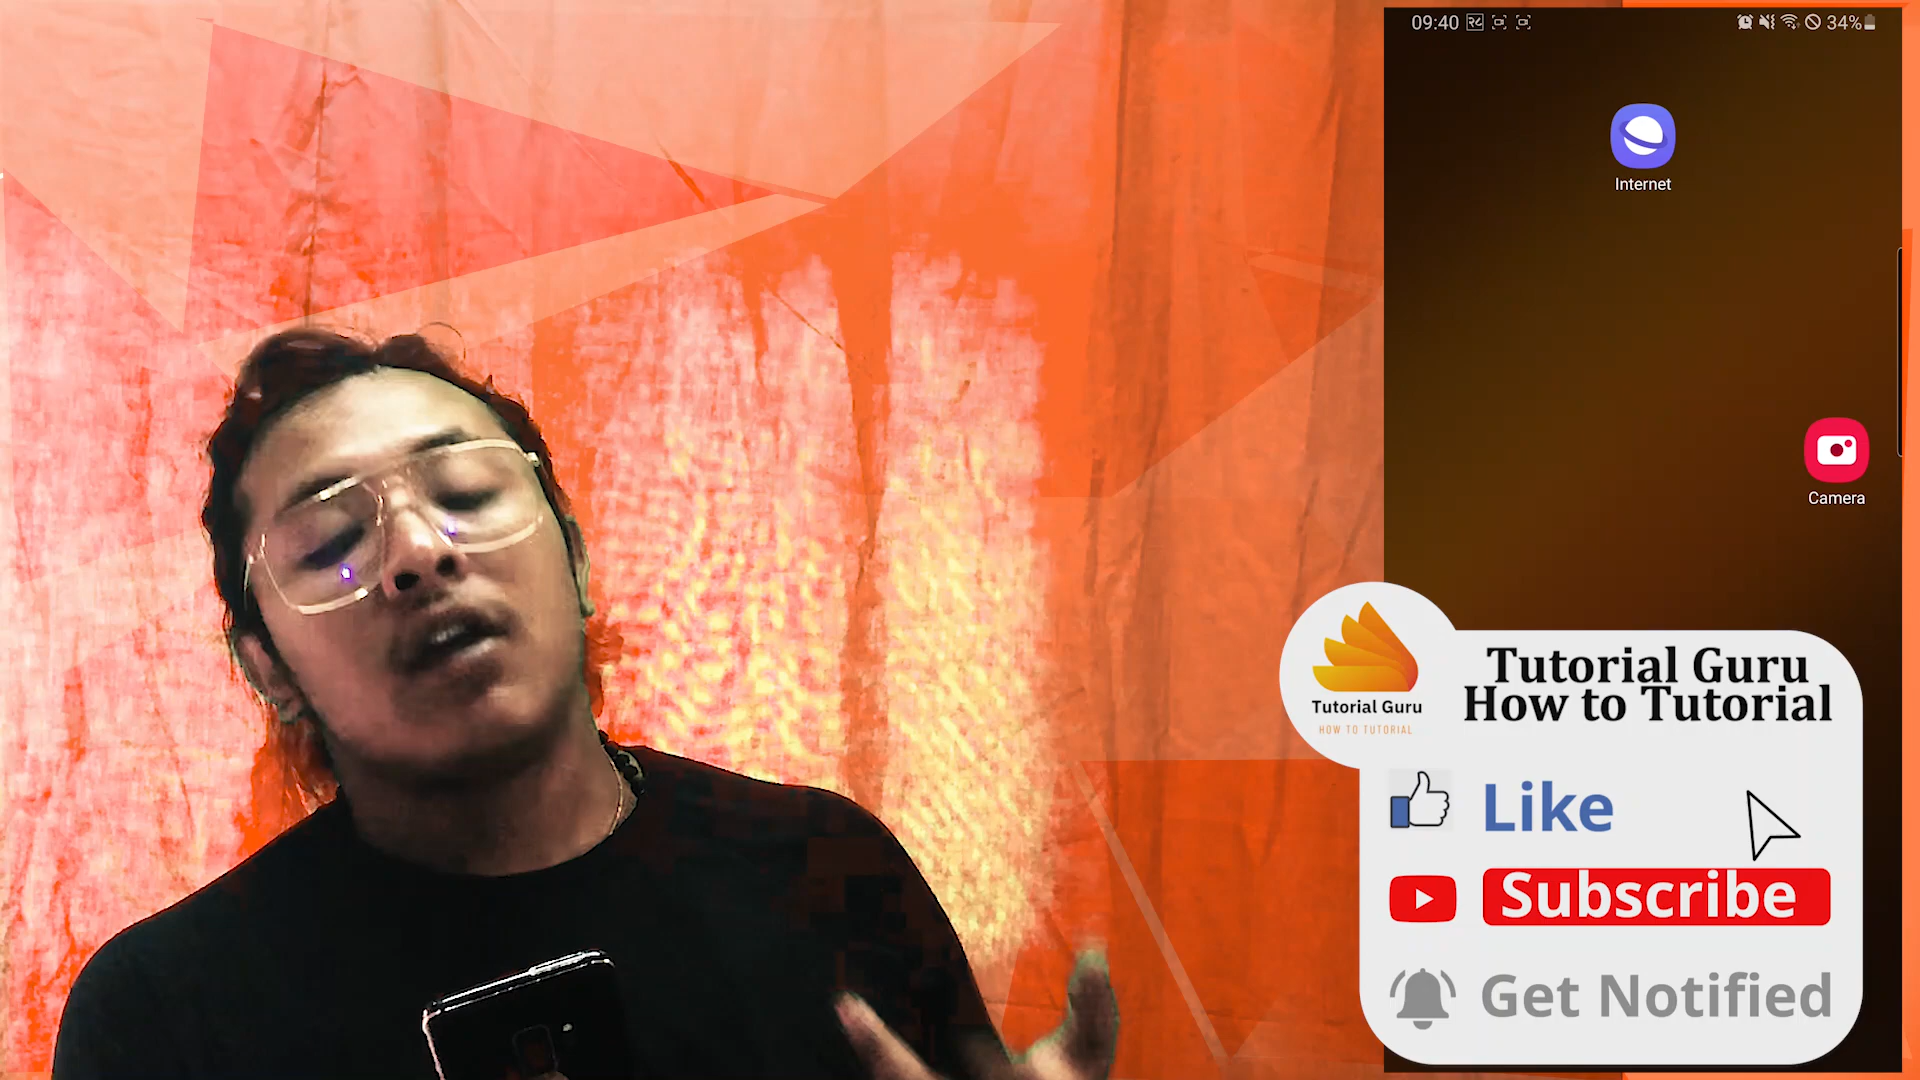 09:40
34%
Internet
Camera
Tutorial Guru
HOW TO TUTORIAL
Tutorial Guru
How to Tutorial
Like
Subscribe
Get Notified